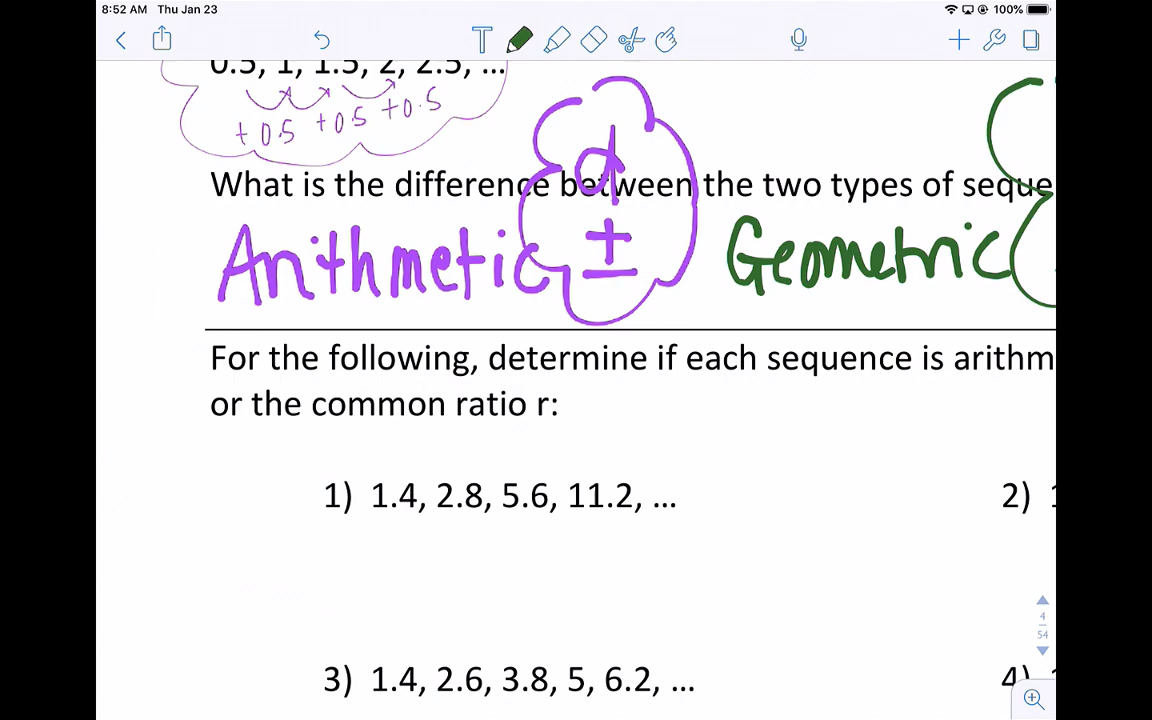 8:52 AM Thu Jan 23 100%
0.5, 1, 1.5, 2, 2.5, ...
+0.5 +0.5 +0.5
d
What is the difference between the two types of seque
±
Arithmetic Geometric
For the following, determine if each sequence is arithm
or the common ratio r:
1) 1.4, 2.8, 5.6, 11.2, ... 2)
4
54
3) 1.4, 2.6, 3.8, 5, 6.2, ... 4)